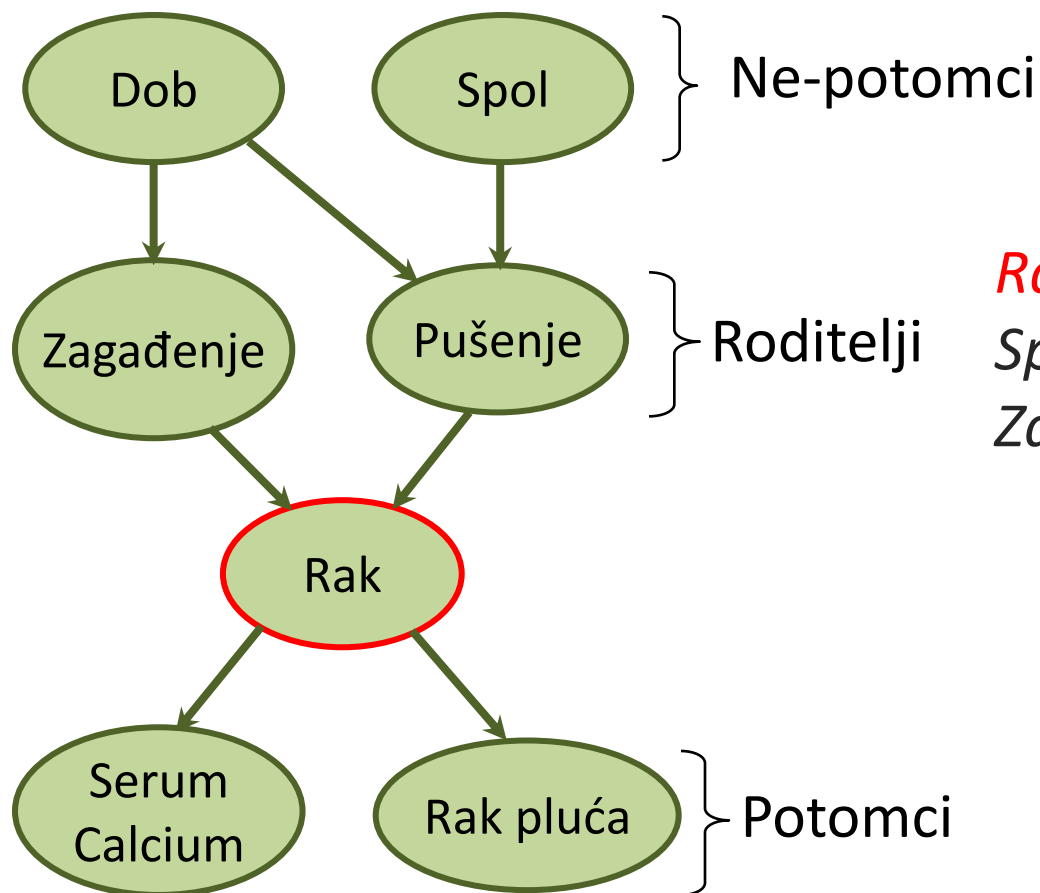 Dob
Spol
Ne-potomci
Zagađenje
Pušenje
Roditelji
Rak
Serum
Calcium
Rak pluća
Potomci